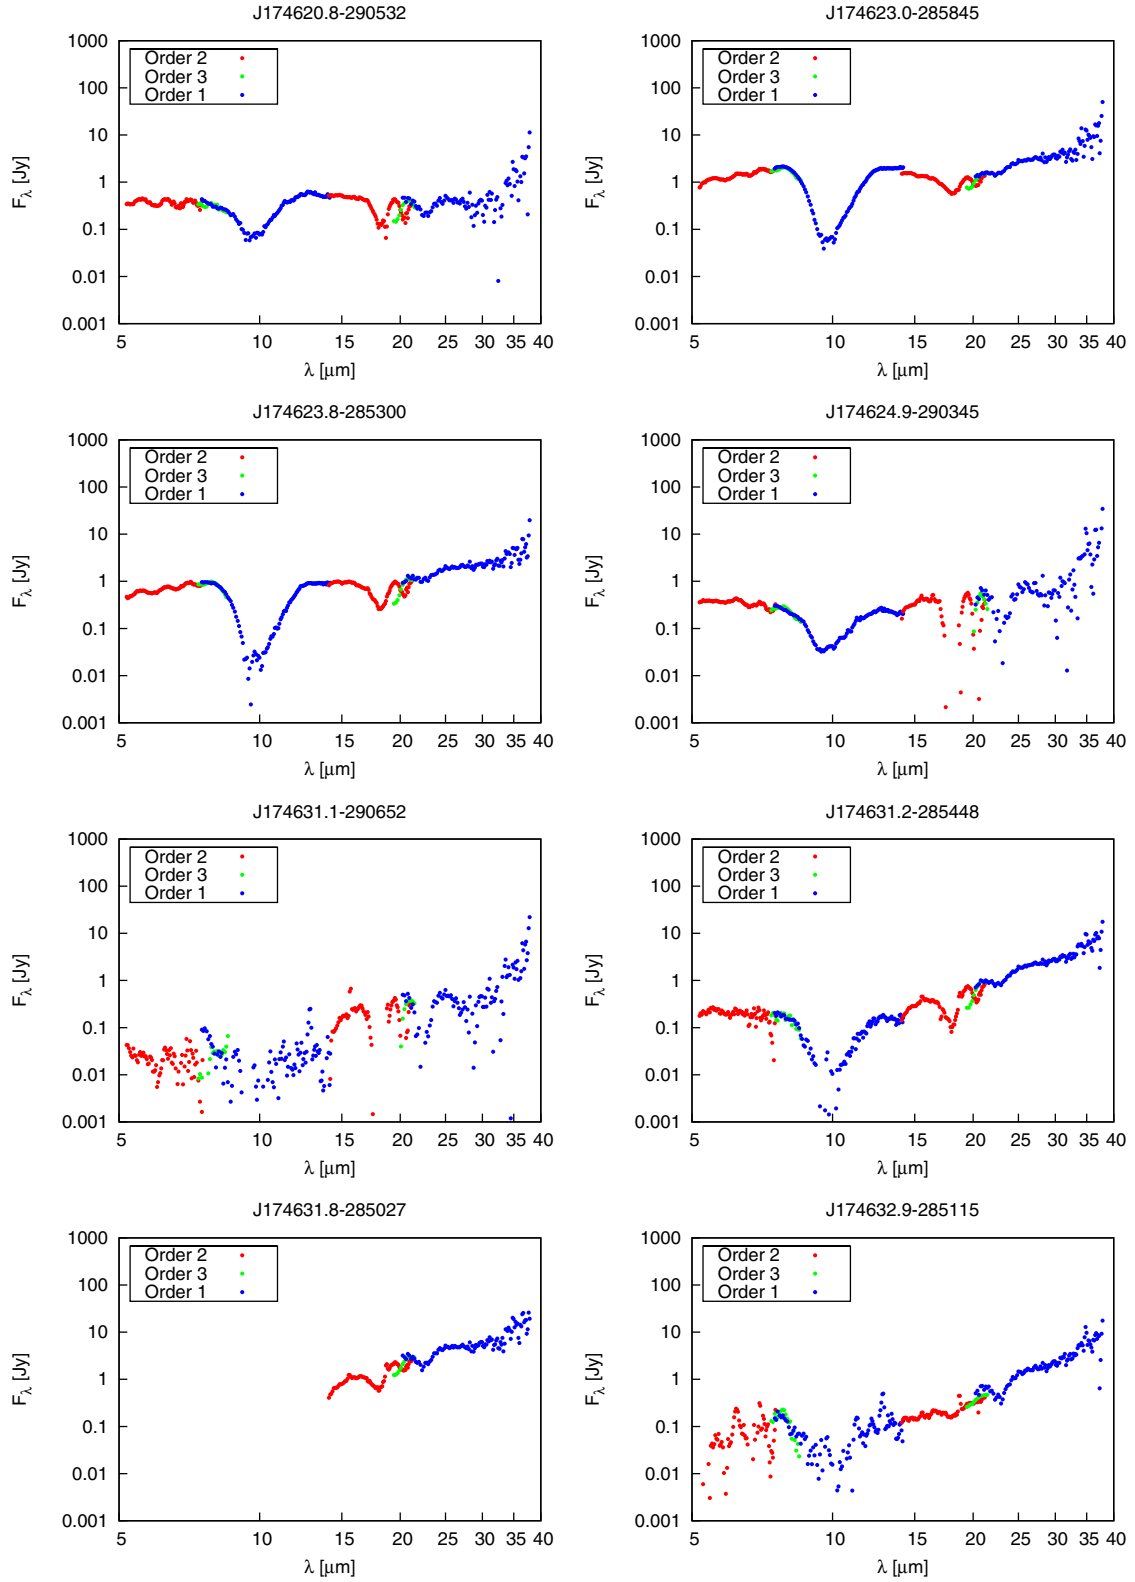 J174620.8-290532
1000
100
10
1
0.1
0.01
0.001
F_λ [Jy]
Order 2
Order 3
Order 1
5 10 15 20 25 30 35 40
λ [μm]
J174623.0-285845
1000
100
10
1
0.1
0.01
0.001
F_λ [Jy]
Order 2
Order 3
Order 1
5 10 15 20 25 30 35 40
λ [μm]
J174623.8-285300
1000
100
10
1
0.1
0.01
0.001
F_λ [Jy]
Order 2
Order 3
Order 1
5 10 15 20 25 30 35 40
λ [μm]
J174624.9-290345
1000
100
10
1
0.1
0.01
0.001
F_λ [Jy]
Order 2
Order 3
Order 1
5 10 15 20 25 30 35 40
λ [μm]
J174631.1-290652
1000
100
10
1
0.1
0.01
0.001
F_λ [Jy]
Order 2
Order 3
Order 1
5 10 15 20 25 30 35 40
λ [μm]
J174631.2-285448
1000
100
10
1
0.1
0.01
0.001
F_λ [Jy]
Order 2
Order 3
Order 1
5 10 15 20 25 30 35 40
λ [μm]
J174631.8-285027
1000
100
10
1
0.1
0.01
0.001
F_λ [Jy]
Order 2
Order 3
Order 1
5 10 15 20 25 30 35 40
λ [μm]
J174632.9-285115
1000
100
10
1
0.1
0.01
0.001
F_λ [Jy]
Order 2
Order 3
Order 1
5 10 15 20 25 30 35 40
λ [μm]